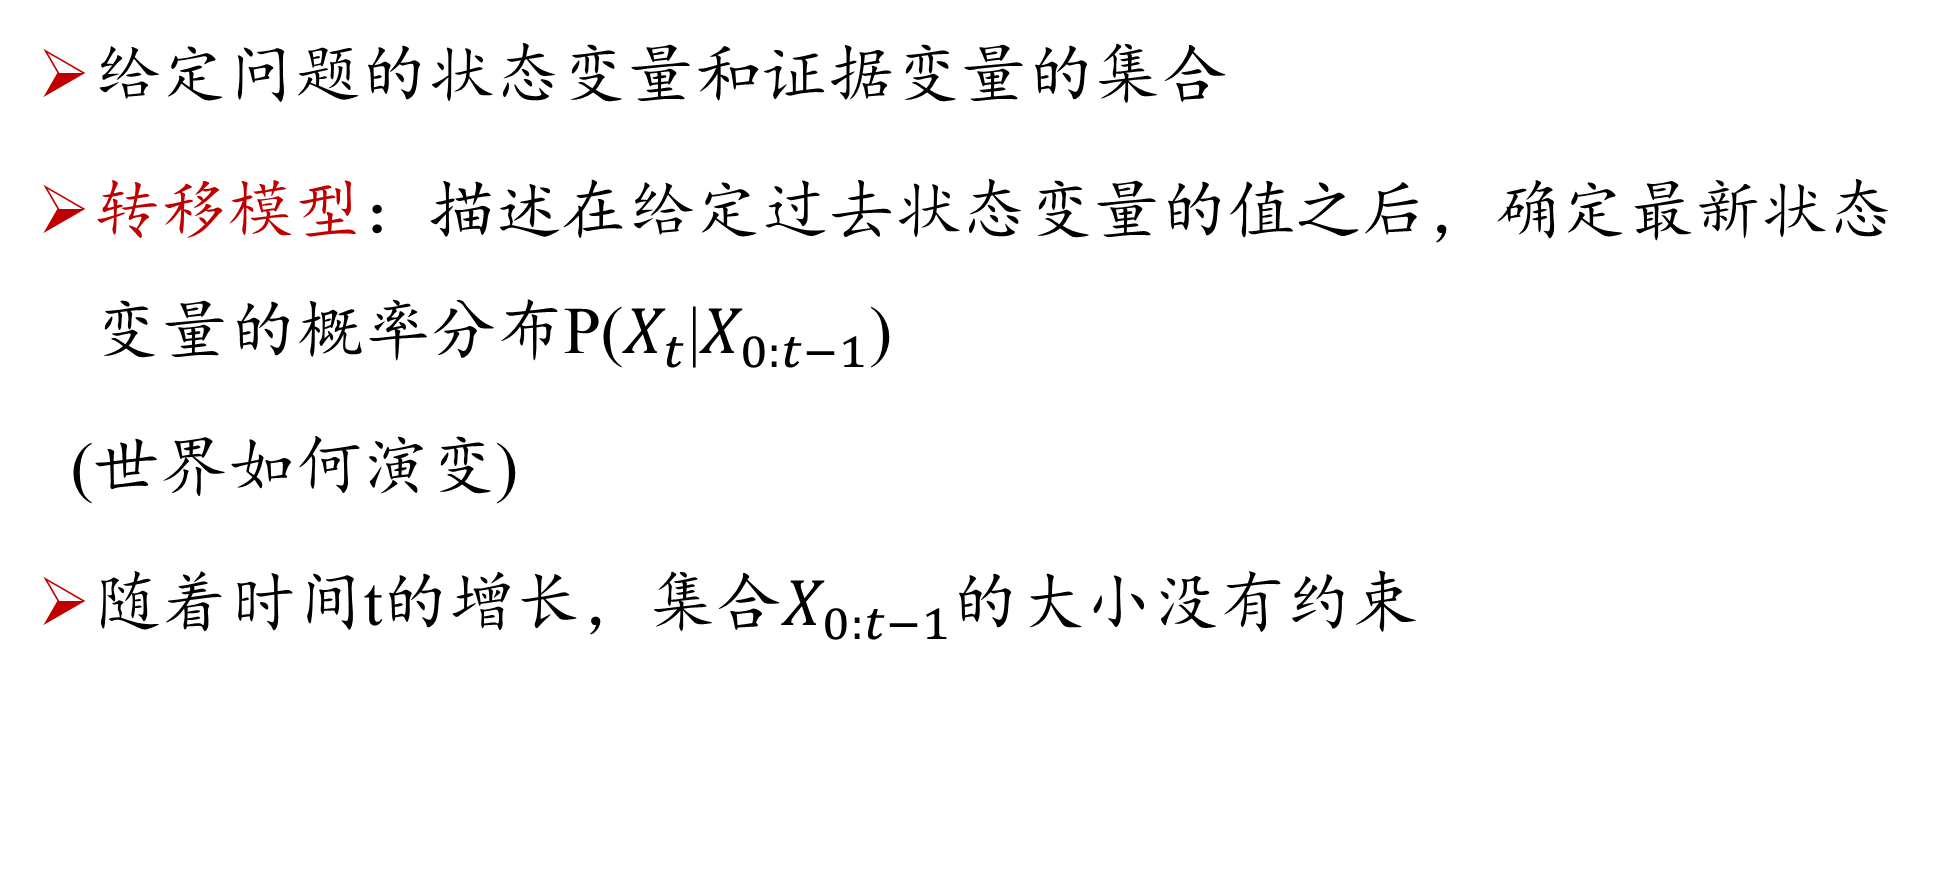 ➢给定问题的状态变量和证据变量的集合
➢转移模型：描述在给定过去状态变量的值之后，确定最新状态
变量的概率分布P($X_t|X_{0:t-1}$)
(世界如何演变)
➢随着时间t的增长，集合$X_{0:t-1}$的大小没有约束